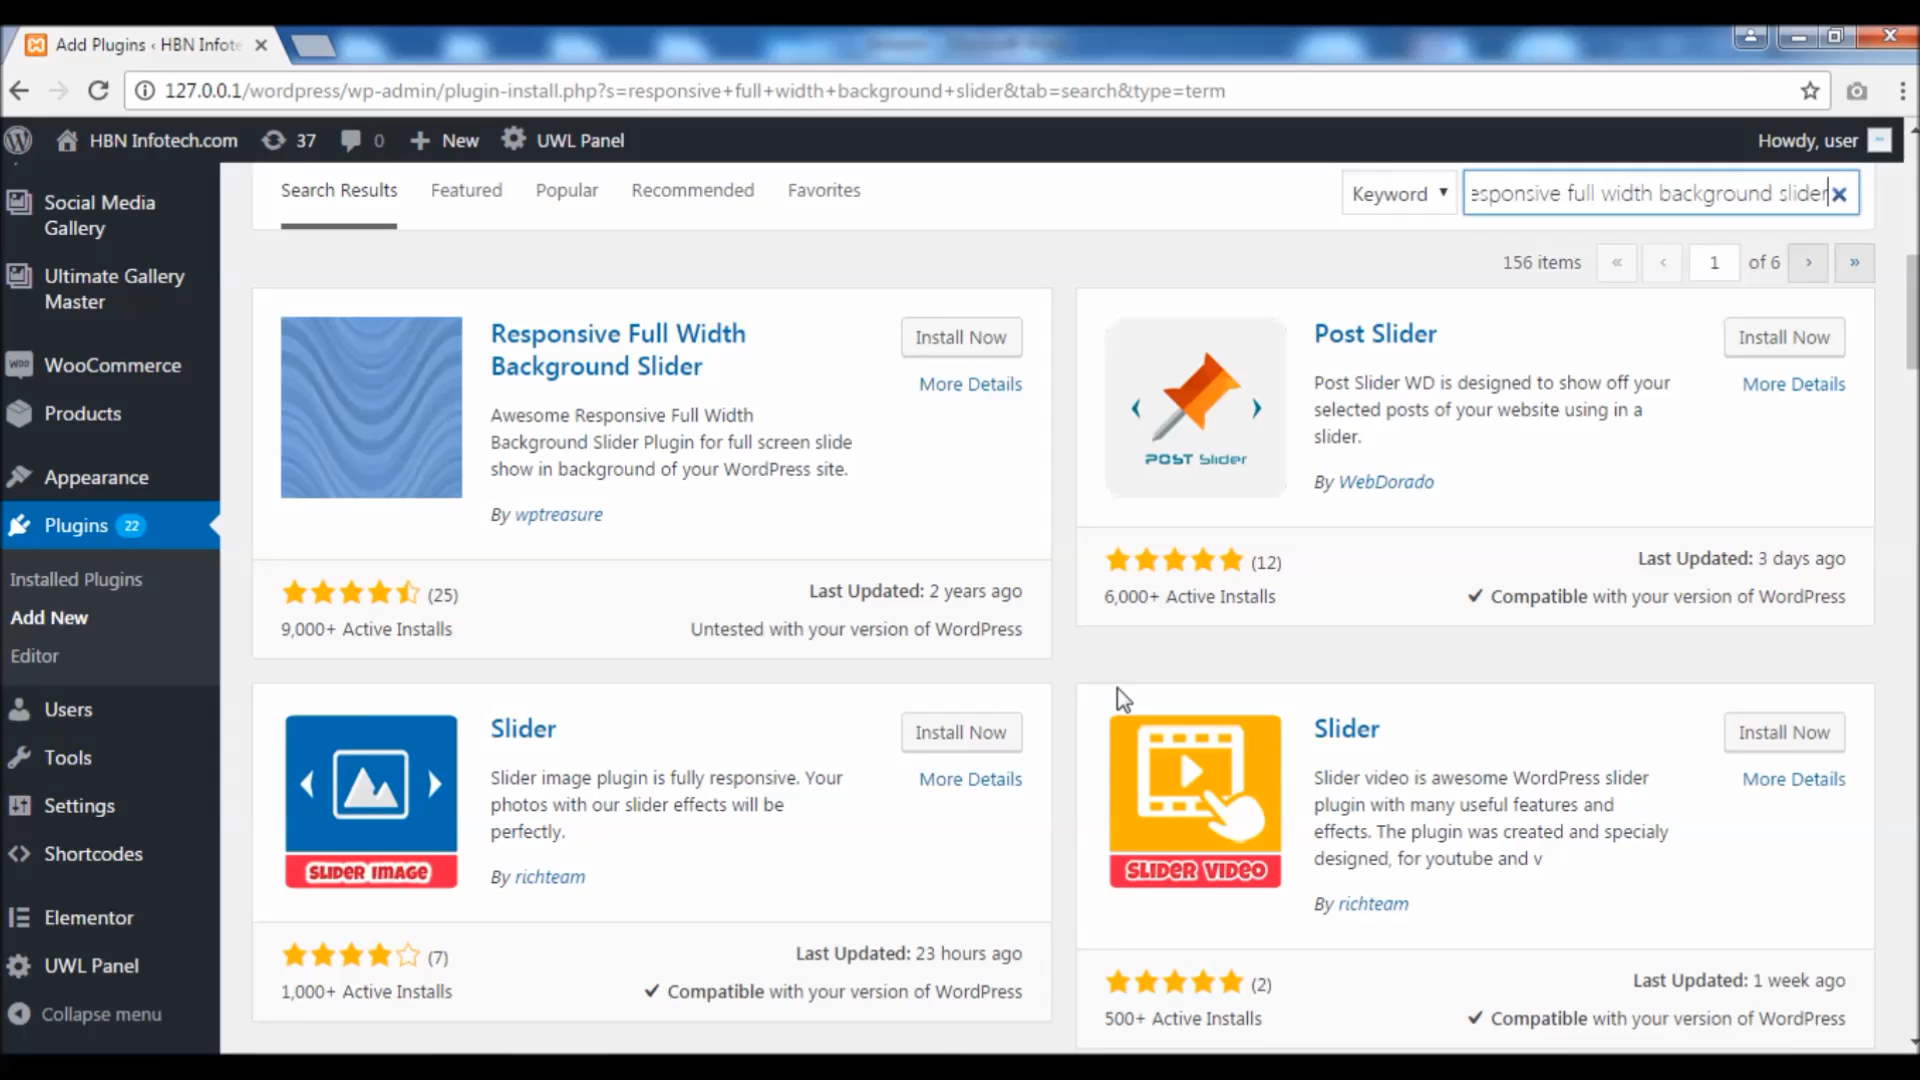 Add Plugins ‹ HBN Infote
127.0.0.1/wordpress/wp-admin/plugin-install.php?s=responsive+full+width+background+slider&tab=search&type=term
HBN Infotech.com 37 0 New UWL Panel Howdy, user
Social Media
Gallery
Ultimate Gallery
Master
WooCommerce
Products
Appearance
Plugins 22
Installed Plugins
Add New
Editor
Users
Tools
Settings
Shortcodes
Elementor
UWL Panel
Collapse menu
Search Results Featured Popular Recommended Favorites
Keyword esponsive full width background slider
156 items « ‹ 1 of 6 › »
Responsive Full Width
Background Slider
Install Now
More Details
Awesome Responsive Full Width
Background Slider Plugin for full screen slide
show in background of your WordPress site.
By wptreasure
(25)
Last Updated: 2 years ago
9,000+ Active Installs
Untested with your version of WordPress
POST Slider
Post Slider
Install Now
More Details
Post Slider WD is designed to show off your
selected posts of your website using in a
slider.
By WebDorado
(12)
Last Updated: 3 days ago
6,000+ Active Installs
✓ Compatible with your version of WordPress
SLIDER IMAGE
Slider
Install Now
More Details
Slider image plugin is fully responsive. Your
photos with our slider effects will be
perfectly.
By richteam
(7)
Last Updated: 23 hours ago
1,000+ Active Installs
✓ Compatible with your version of WordPress
SLIDER VIDEO
Slider
Install Now
More Details
Slider video is awesome WordPress slider
plugin with many useful features and
effects. The plugin was created and specialy
designed, for youtube and v
By richteam
(2)
Last Updated: 1 week ago
500+ Active Installs
✓ Compatible with your version of WordPress